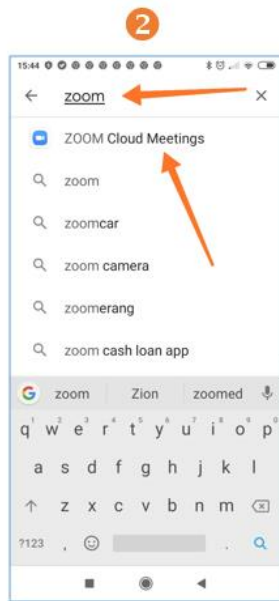 2
15:44
zoom
ZOOM Cloud Meetings
zoom
zoomcar
zoom camera
zoomerang
zoom cash loan app
G zoom Zion zoomed
q w 2 e 3 r 4 t 5 y 6 u 7 i 8 o 9 p 0
a s d f g h j k l
z x c v b n m
?123 , .